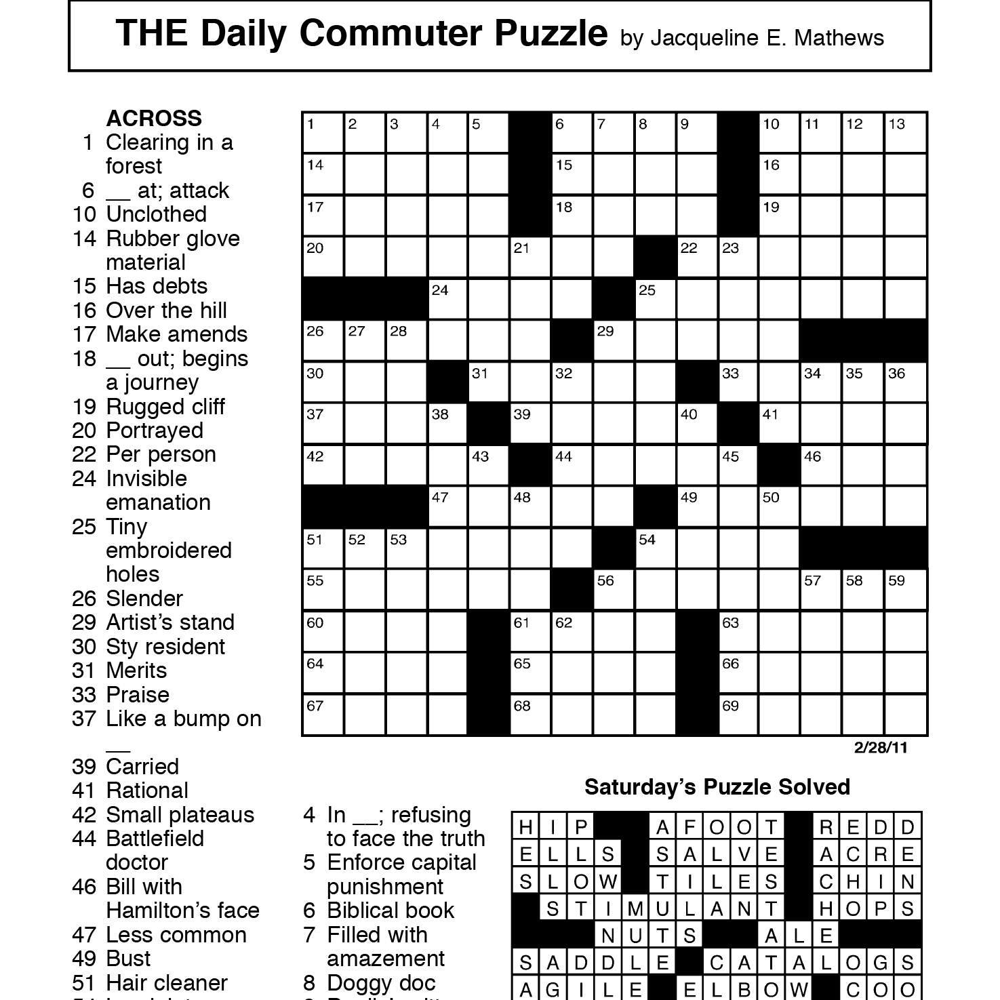 THE Daily Commuter Puzzle by Jacqueline E. Mathews
ACROSS
1 Clearing in a
forest
6 __ at; attack
10 Unclothed
14 Rubber glove
material
15 Has debts
16 Over the hill
17 Make amends
18 __ out; begins
a journey
19 Rugged cliff
20 Portrayed
22 Per person
24 Invisible
emanation
25 Tiny
embroidered
holes
26 Slender
29 Artist's stand
30 Sty resident
31 Merits
33 Praise
37 Like a bump on
__
39 Carried
41 Rational
42 Small plateaus
44 Battlefield
doctor
46 Bill with
Hamilton's face
47 Less common
49 Bust
51 Hair cleaner
4 In __; refusing
to face the truth
5 Enforce capital
punishment
6 Biblical book
7 Filled with
amazement
8 Doggy doc
1 2 3 4 5 6 7 8 9 10 11 12 13
14 15 16
17 18 19
20 21 22 23
24 25
26 27 28 29
30 31 32 33 34 35 36
37 38 39 40 41
42 43 44 45 46
47 48 49 50
51 52 53 54
55 56 57 58 59
60 61 62 63
64 65 66
67 68 69
2/28/11
Saturday's Puzzle Solved
H I P A F O O T R E D D
E L L S S A L V E A C R E
S L O W T I L E S C H I N
S T I M U L A N T H O P S
N U T S A L E
S A D D L E C A T A L O G S
A G I L E E L B O W C O O